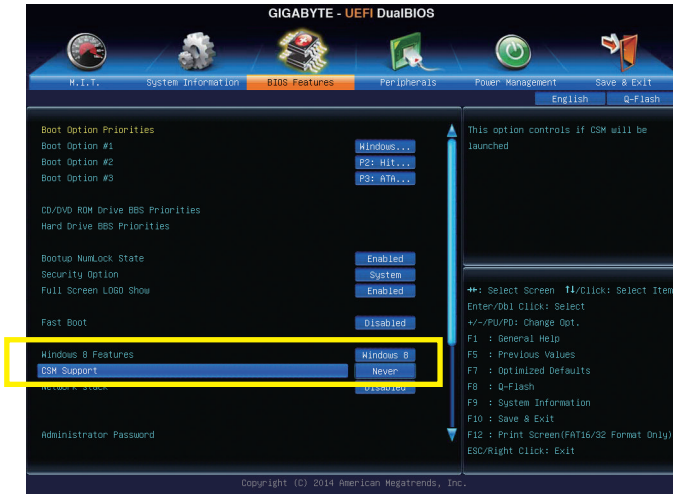 GIGABYTE - UEFI DualBIOS
M.I.T. System Information BIOS Features Peripherals Power Management Save & Exit
English Q-Flash
Boot Option Priorities
Boot Option #1 Windows...
Boot Option #2 P2: Hit...
Boot Option #3 P3: ATA...
CD/DVD ROM Drive BBS Priorities
Hard Drive BBS Priorities
Bootup NumLock State Enabled
Security Option System
Full Screen LOGO Show Enabled
Fast Boot Disabled
Windows 8 Features Windows 8
CSM Support Never
Network Stack Disabled
Administrator Password
This option controls if CSM will be
launched
→←: Select Screen ↑↓/Click: Select Item
Enter/Dbl Click: Select
+/-/PU/PD: Change Opt.
F1 : General Help
F5 : Previous Values
F7 : Optimized Defaults
F8 : Q-Flash
F9 : System Information
F10 : Save & Exit
F12 : Print Screen(FAT16/32 Format Only)
ESC/Right Click: Exit
Copyright (C) 2014 American Megatrends, Inc.